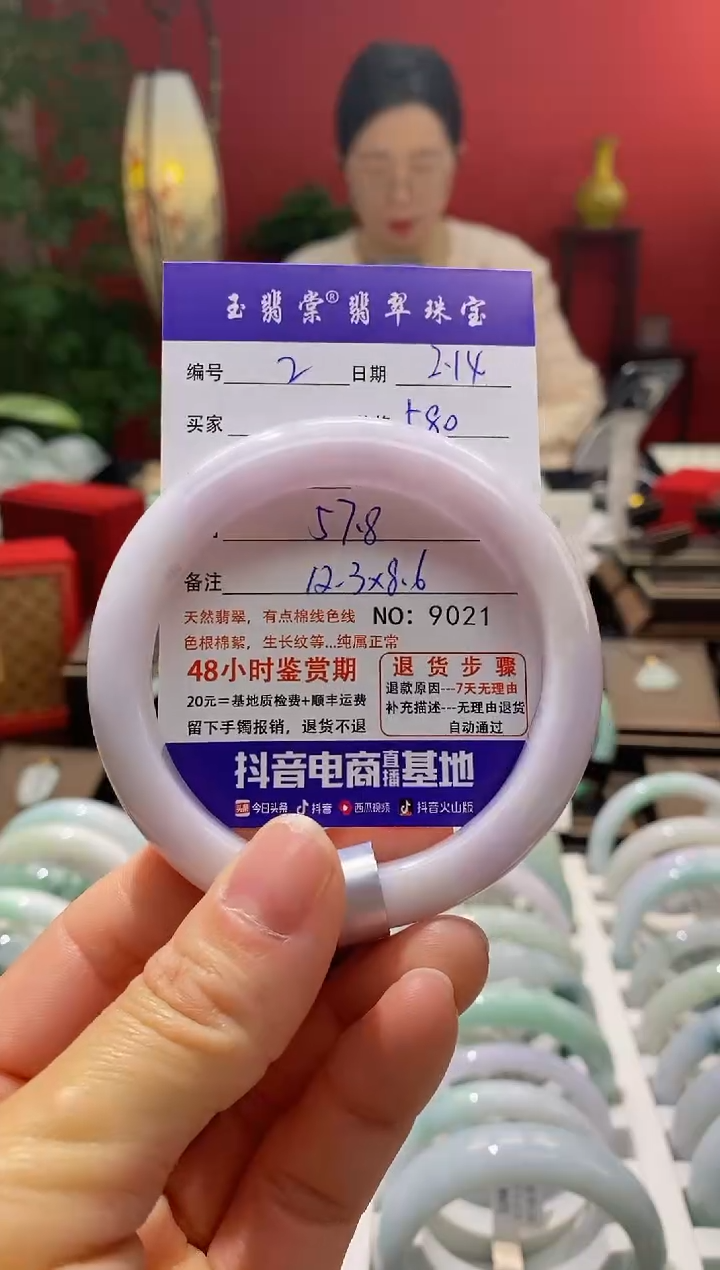 玉翡棠®翡翠珠宝
编号 2 日期 2.14
买家 580
57.8
备注 12.3x8.6
天然翡翠，有点棉线色线 NO：9021
色根棉絮，生长纹等...纯属正常
48小时鉴赏期
20元=基地质检费+顺丰运费
留下手镯报销，退货不退
退货步骤
退款原因---7天无理由
补充描述---无理由退货
自动通过
抖音电商直播基地
头条 今日头条 抖音 西瓜视频 抖音火山版